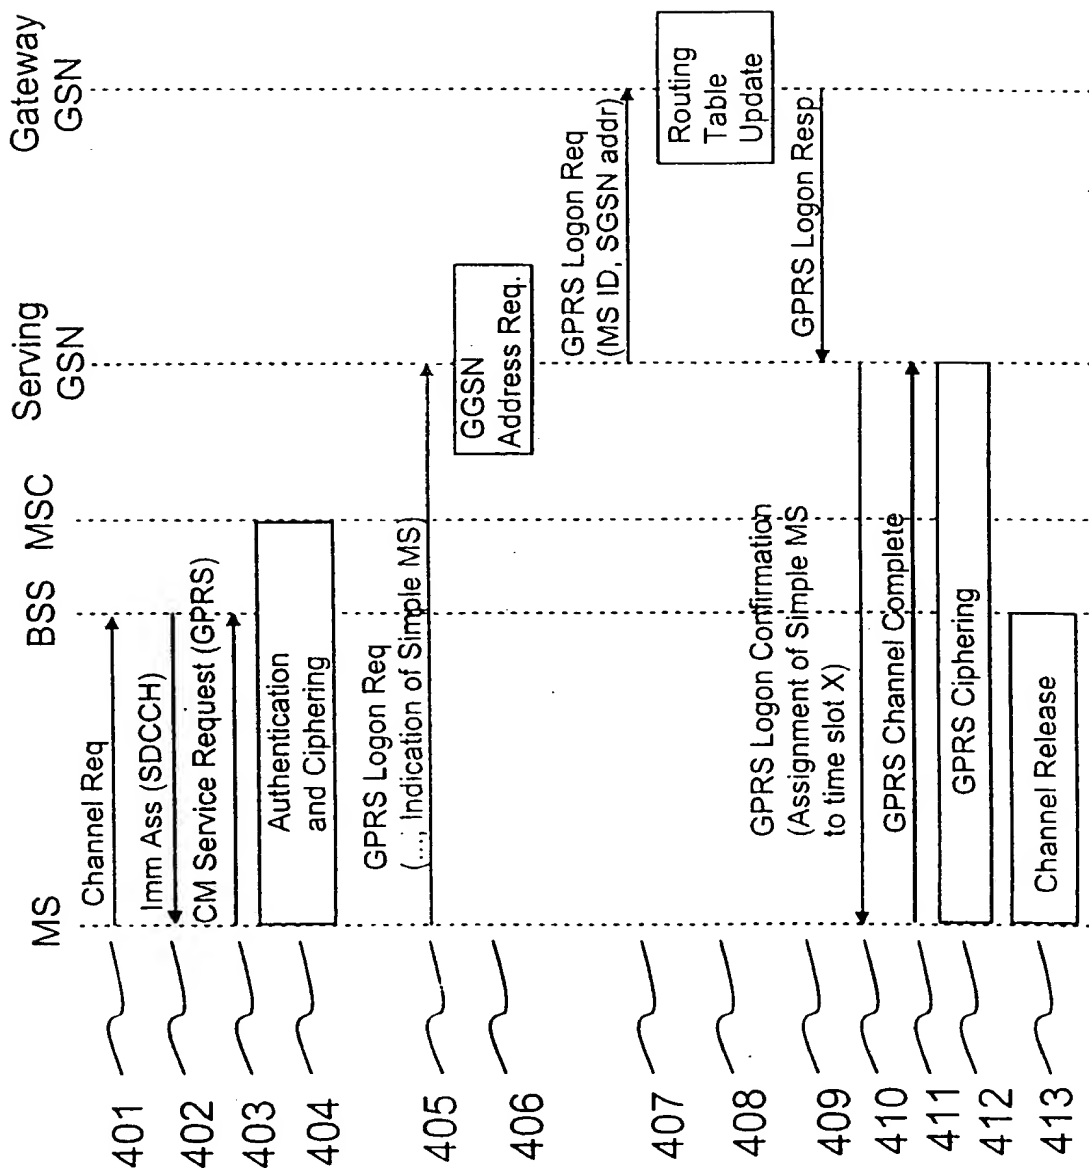 MS
BSS
MSC
Serving
GSN
Gateway
GSN
401
Channel Req
402
Imm Ass (SDCCH)
403
CM Service Request (GPRS)
404
Authentication
and Ciphering
405
GPRS Logon Req
(...; Indication of Simple MS)
406
GGSN
Address Req.
407
GPRS Logon Req
(MS ID, SGSN addr)
408
Routing
Table
Update
409
GPRS Logon Resp
410
GPRS Logon Confirmation
(Assignment of Simple MS
to time slot X)
411
GPRS Channel Complete
412
GPRS Ciphering
413
Channel Release